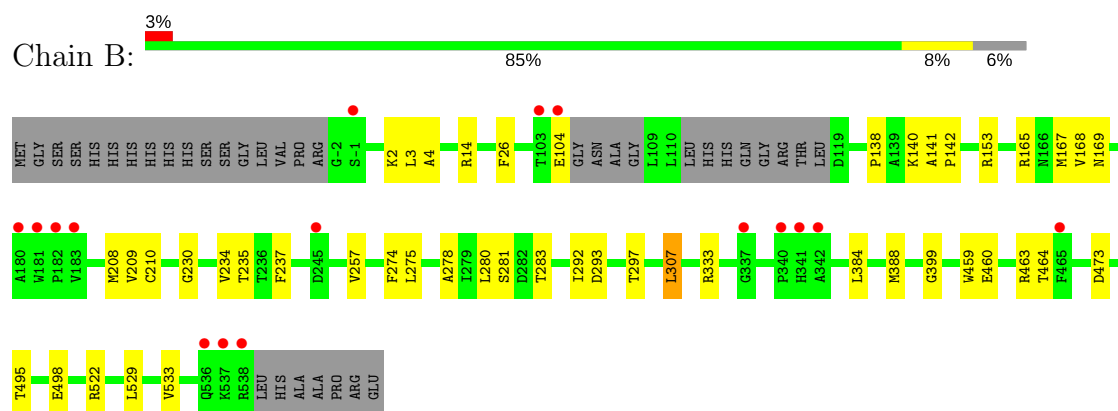 3%
Chain B:
85% 8% 6%
MET GLY SER SER HIS HIS HIS HIS HIS HIS SER SER GLY LEU VAL PRO ARG G-2 S-1 K2 L3 A4 R14 F26 T103 E104 GLY ASN ALA GLY L109 L110 LEU HIS HIS GLN GLY ARG THR LEU D119 P138 A139 K140 A141 P142 R153 R165 N166 M167 V168 N169
A180 W181 P182 V183 M208 V209 C210 G230 V234 T235 T236 F237 D245 V257 F274 L275 A278 I279 L280 S281 D282 T283 I292 D293 T297 L307 R333 G337 P340 H341 A342 L384 M388 G399 W459 E460 R463 T464 F465 D473
T495 E498 R522 L529 V533 Q536 K537 R538 LEU HIS ALA ALA PRO ARG GLU